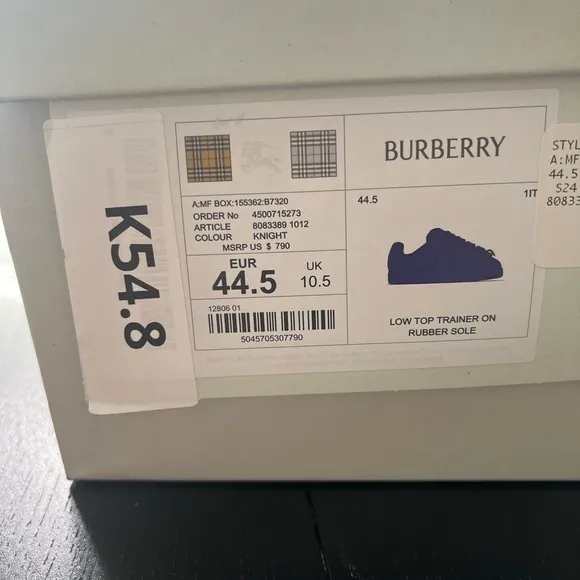 K54.8
BURBERRY
A:MF BOX:155362:B7320
ORDER No 4500715273
ARTICLE 8083389 1012
COLOUR KNIGHT
MSRP US $ 790
EUR
44.5
UK
10.5
12806 01
5045705307790
44.5
1IT
LOW TOP TRAINER ON
RUBBER SOLE
STYL
A:MF
44.5
S24
80833